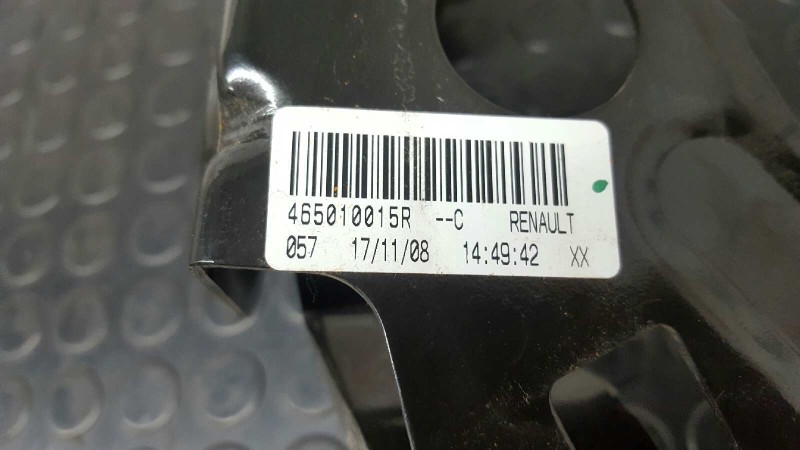 465010015R --C RENAULT
057 17/11/08 14:49:42 XX